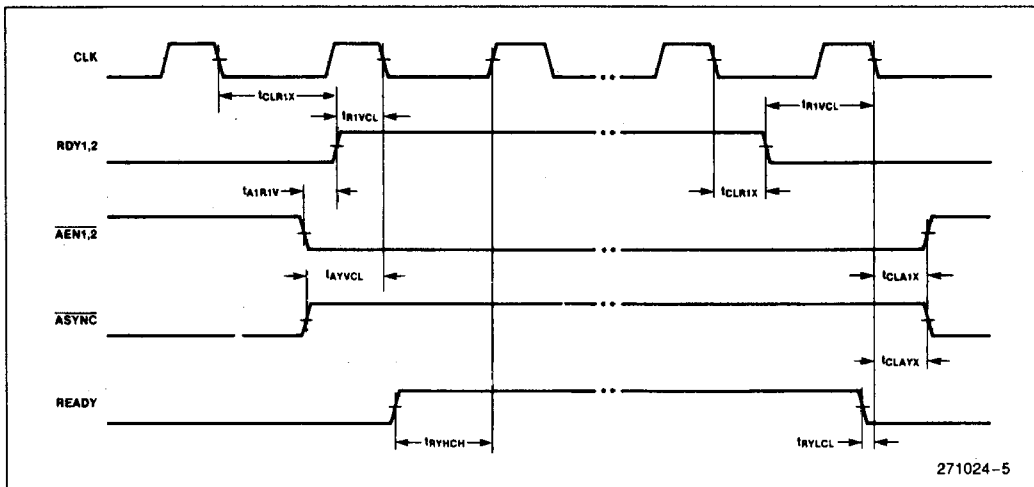 CLK
tCLR1X
tR1VCL
tR1VCL
RDY1,2
tA1R1V
tCLR1X
AEN1,2
tAYVCL
tCLA1X
ASYNC
tCLAYX
READY
tRYHCH
tRYLCL
271024-5